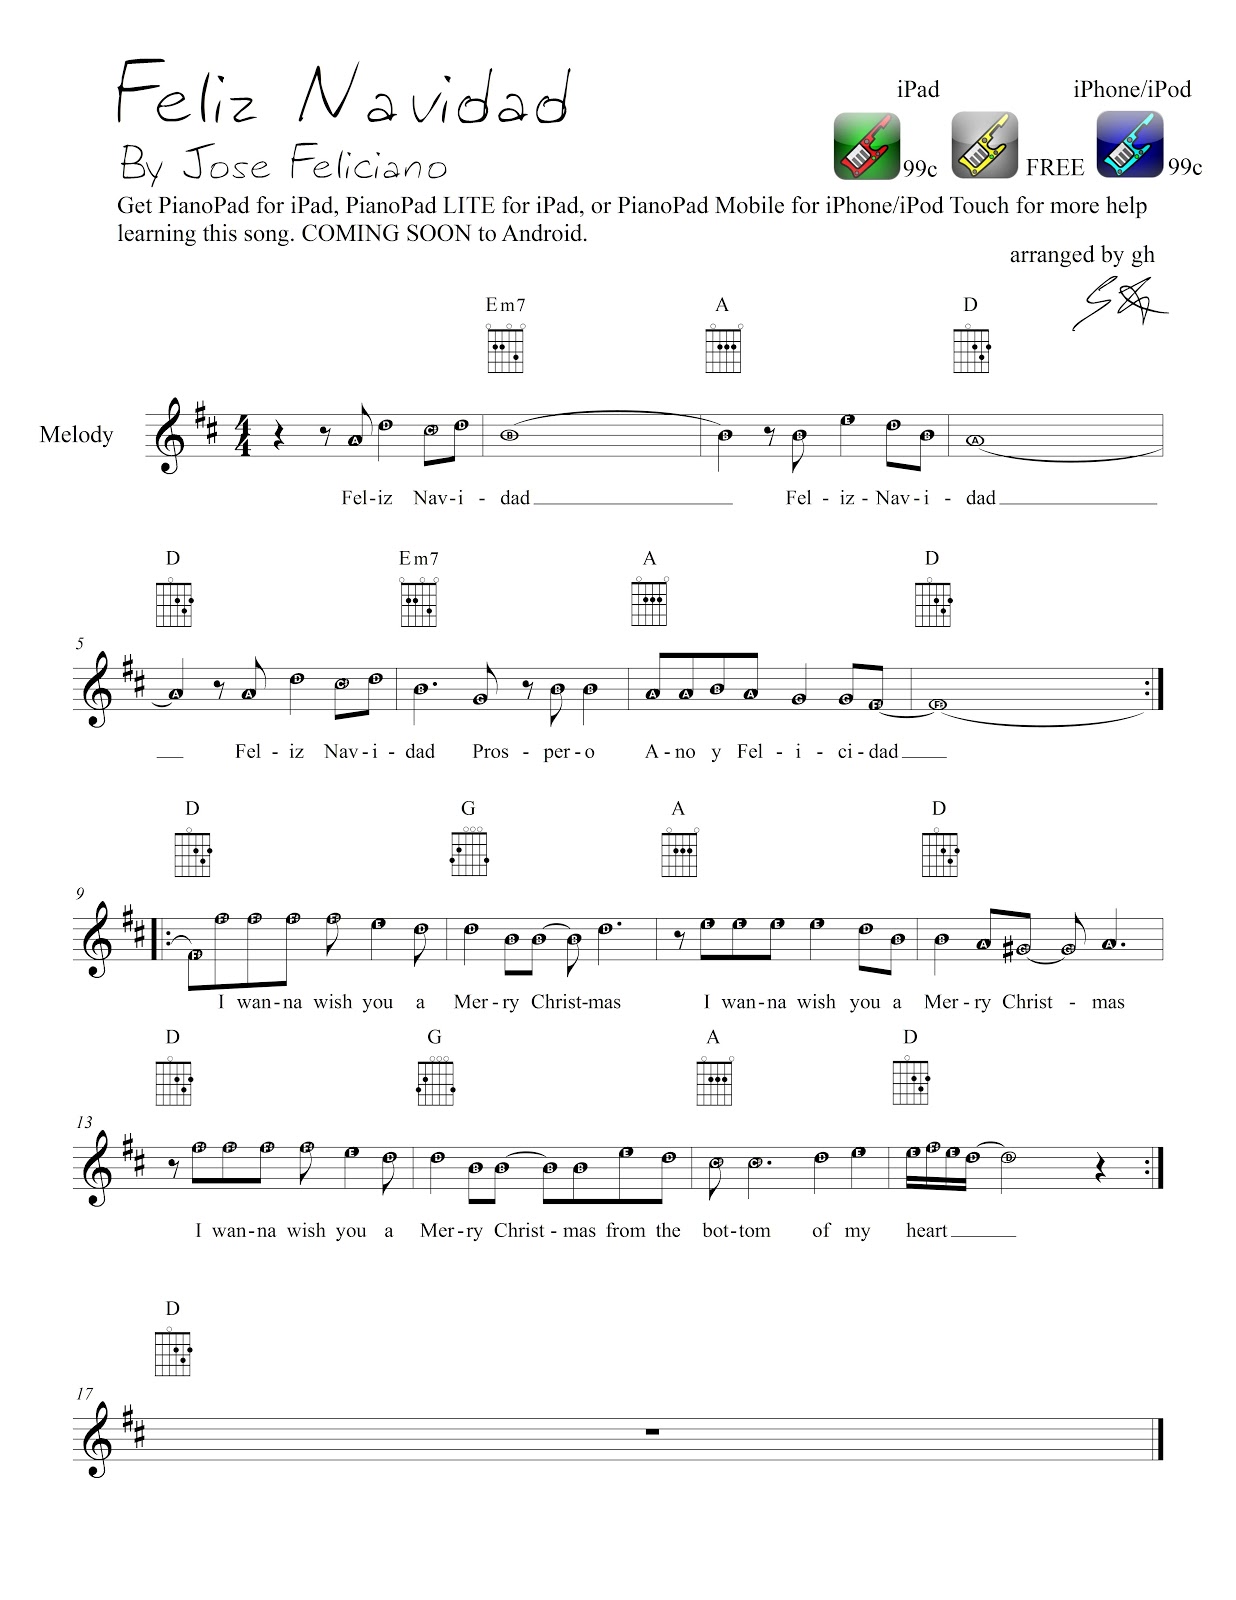 Feliz Navidad
By Jose Feliciano
iPad iPhone/iPod
99c FREE 99c
Get PianoPad for iPad, PianoPad LITE for iPad, or PianoPad Mobile for iPhone/iPod Touch for more help
learning this song. COMING SOON to Android.
arranged by gh
Em7 A D
Melody
4
4
A D C# D B B B E D B A
Fel-iz Nav-i - dad Fel - iz - Nav-i - dad
D Em7 A D
5
A A D C# D B G B B A A B A G G F# F#
Fel - iz Nav-i-dad Pros - per-o A-no y Fel - i - ci-dad
D G A D
9
F# F# F# F# F# E D D B B B D E E E E D B B A G# G# A
I wan-na wish you a Mer-ry Christ-mas I wan-na wish you a Mer-ry Christ - mas
D G A D
13
F# F# F# F# E D D B B B B E D C# C# D E E F# E D D
I wan-na wish you a Mer-ry Christ-mas from the bot-tom of my heart
D
17